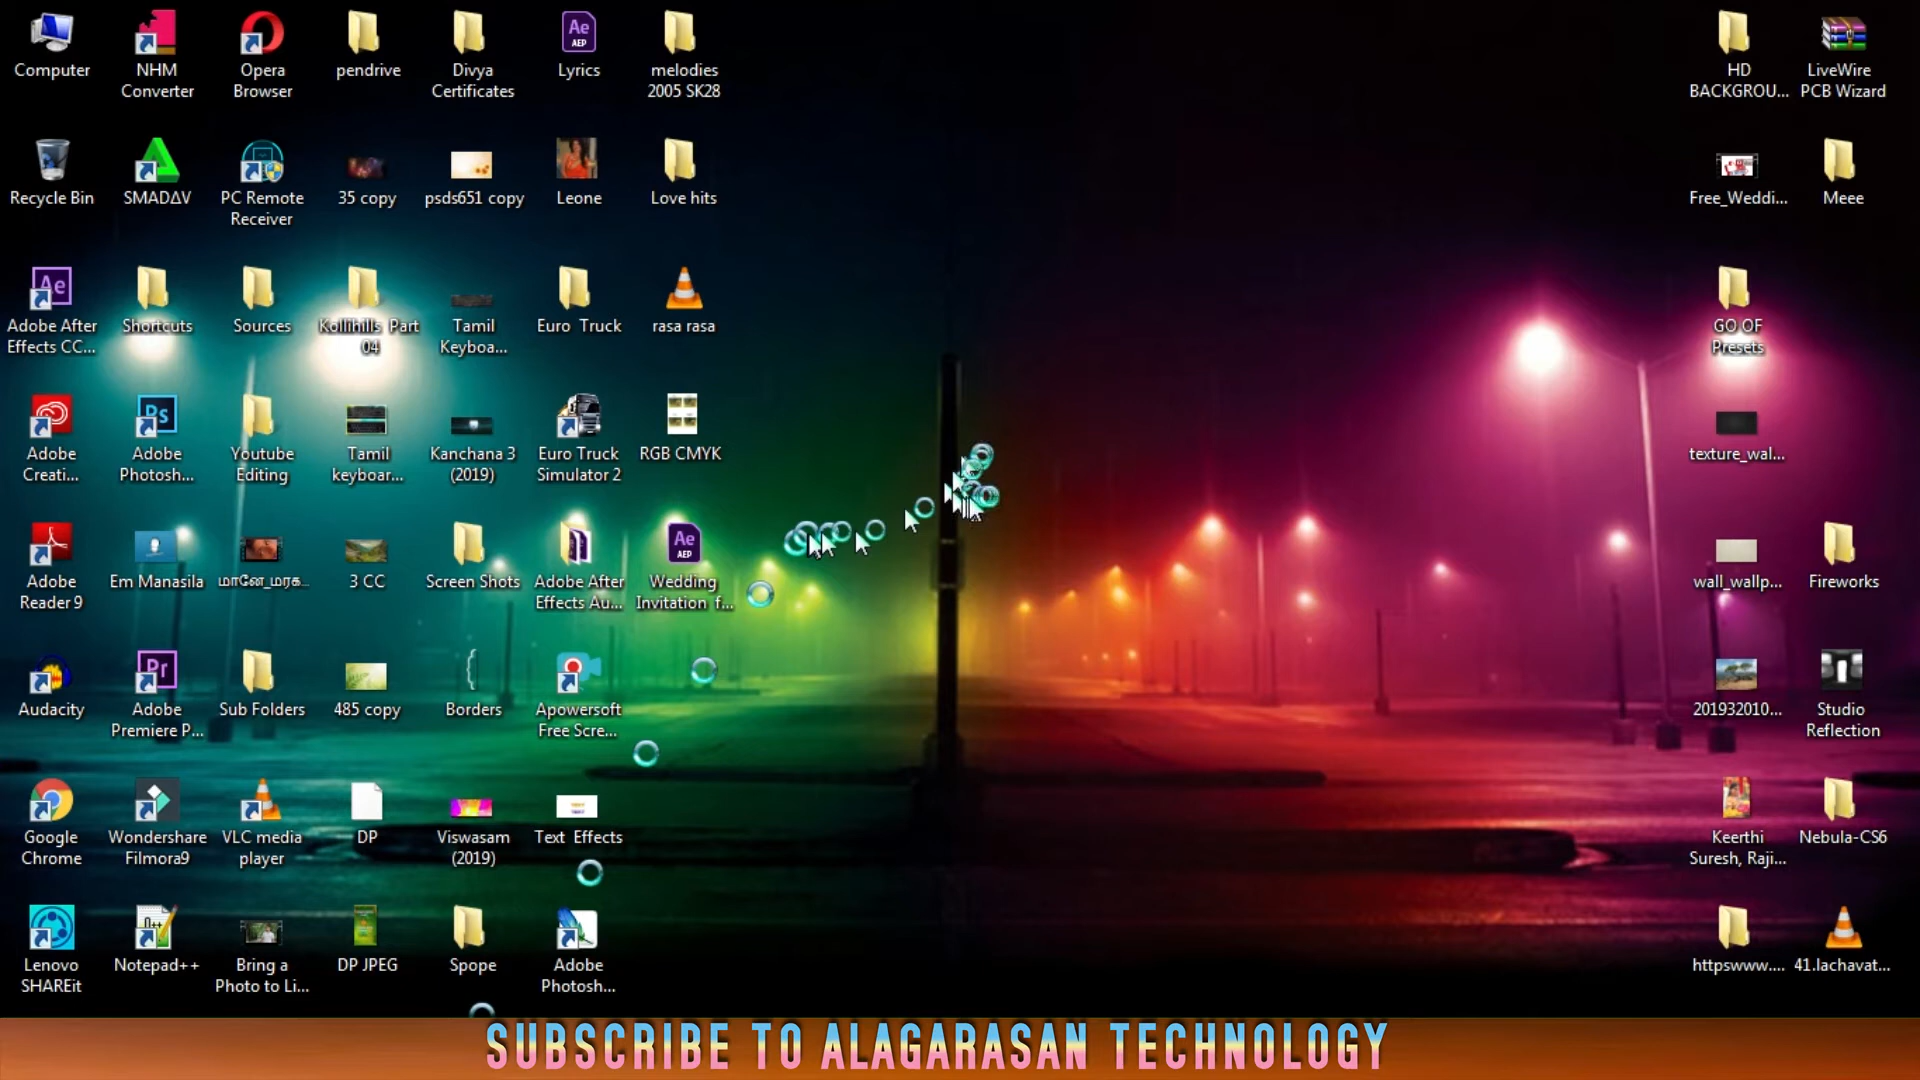 Computer
NHM
Converter
Opera
Browser
pendrive
Divya
Certificates
Lyrics
melodies
2005 SK28
HD
BACKGROU...
LiveWire
PCB Wizard
Recycle Bin
SMADΔV
PC Remote
Receiver
35 copy
psds651 copy
Leone
Love hits
Free_Weddi...
Meee
Adobe After
Effects CC...
Shortcuts
Sources
Kollihills Part
04
Tamil
Keyboa...
Euro Truck
rasa rasa
GO OF
Presets
Adobe
Creati...
Adobe
Photosh...
Youtube
Editing
Tamil
keyboar...
Kanchana 3
(2019)
Euro Truck
Simulator 2
RGB CMYK
texture_wal...
Adobe
Reader 9
Em Manasila
மானே_மரக...
3 CC
Screen Shots
Adobe After
Effects Au...
Wedding
Invitation f...
wall_wallp...
Fireworks
Audacity
Adobe
Premiere P...
Sub Folders
485 copy
Borders
Apowersoft
Free Scre...
201932010...
Studio
Reflection
Google
Chrome
Wondershare
Filmora9
VLC media
player
DP
Viswasam
(2019)
Text Effects
Keerthi
Suresh, Raji...
Nebula-CS6
Lenovo
SHAREit
Notepad++
Bring a
Photo to Li...
DP JPEG
Spope
Adobe
Photosh...
httpswww....
41.lachavat...
SUBSCRIBE TO ALAGARASAN TECHNOLOGY